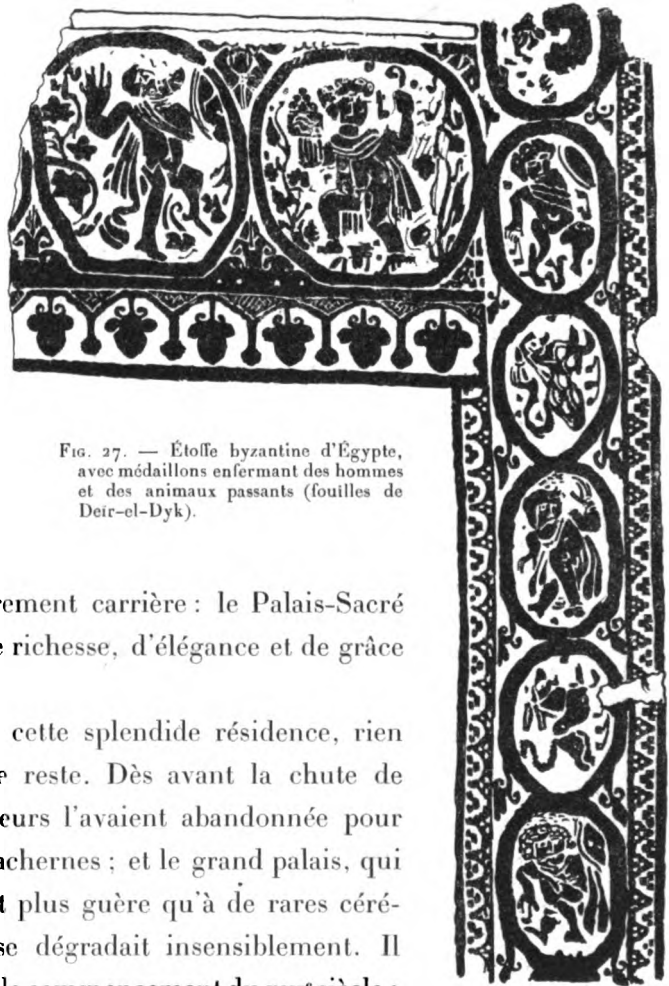 FIG. 27. — Étoffe byzantine d'Égypte,
avec médaillons enfermant des hommes
et des animaux passants (fouilles de
Deïr-el-Dyk).
rement carrière : le Palais-Sacré
richesse, d'élégance et de grâce
cette splendide résidence, rien
reste. Dès avant la chute de
eurs l'avaient abandonnée pour
achernes ; et le grand palais, qui
t plus guère qu'à de rares céré-
se dégradait insensiblement. Il